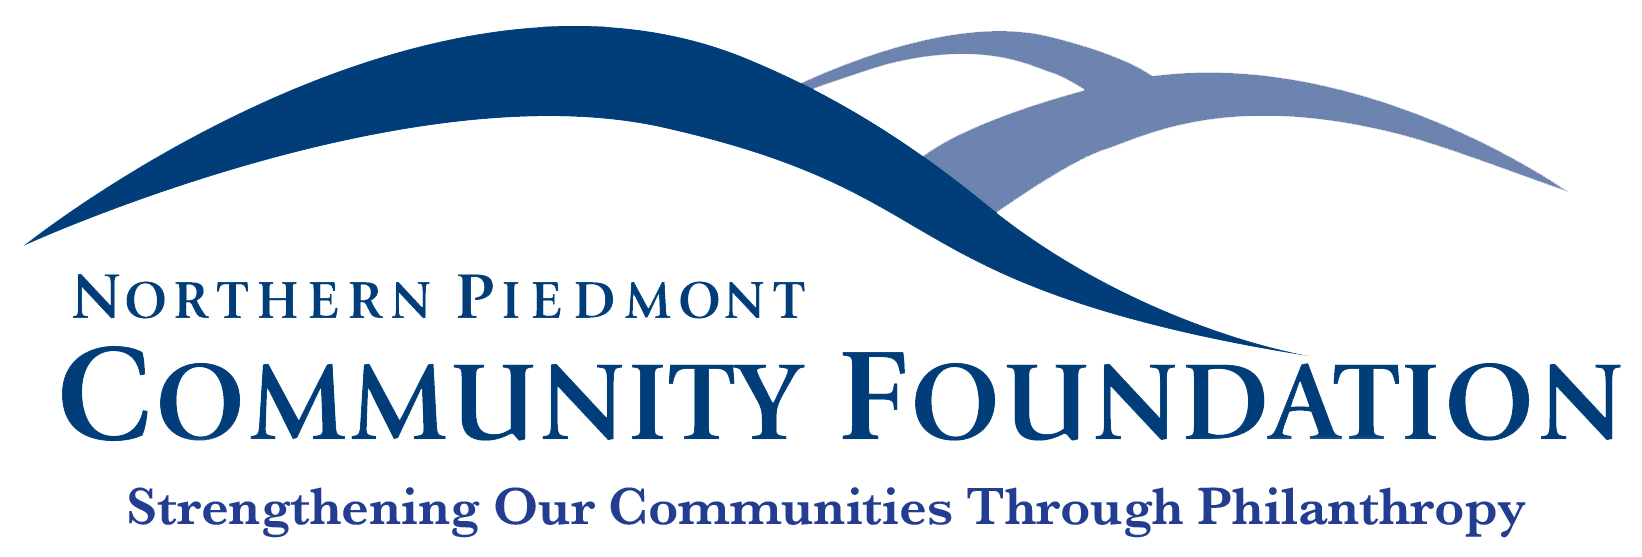 Northern Piedmont
Community Foundation
Strengthening Our Communities Through Philanthropy